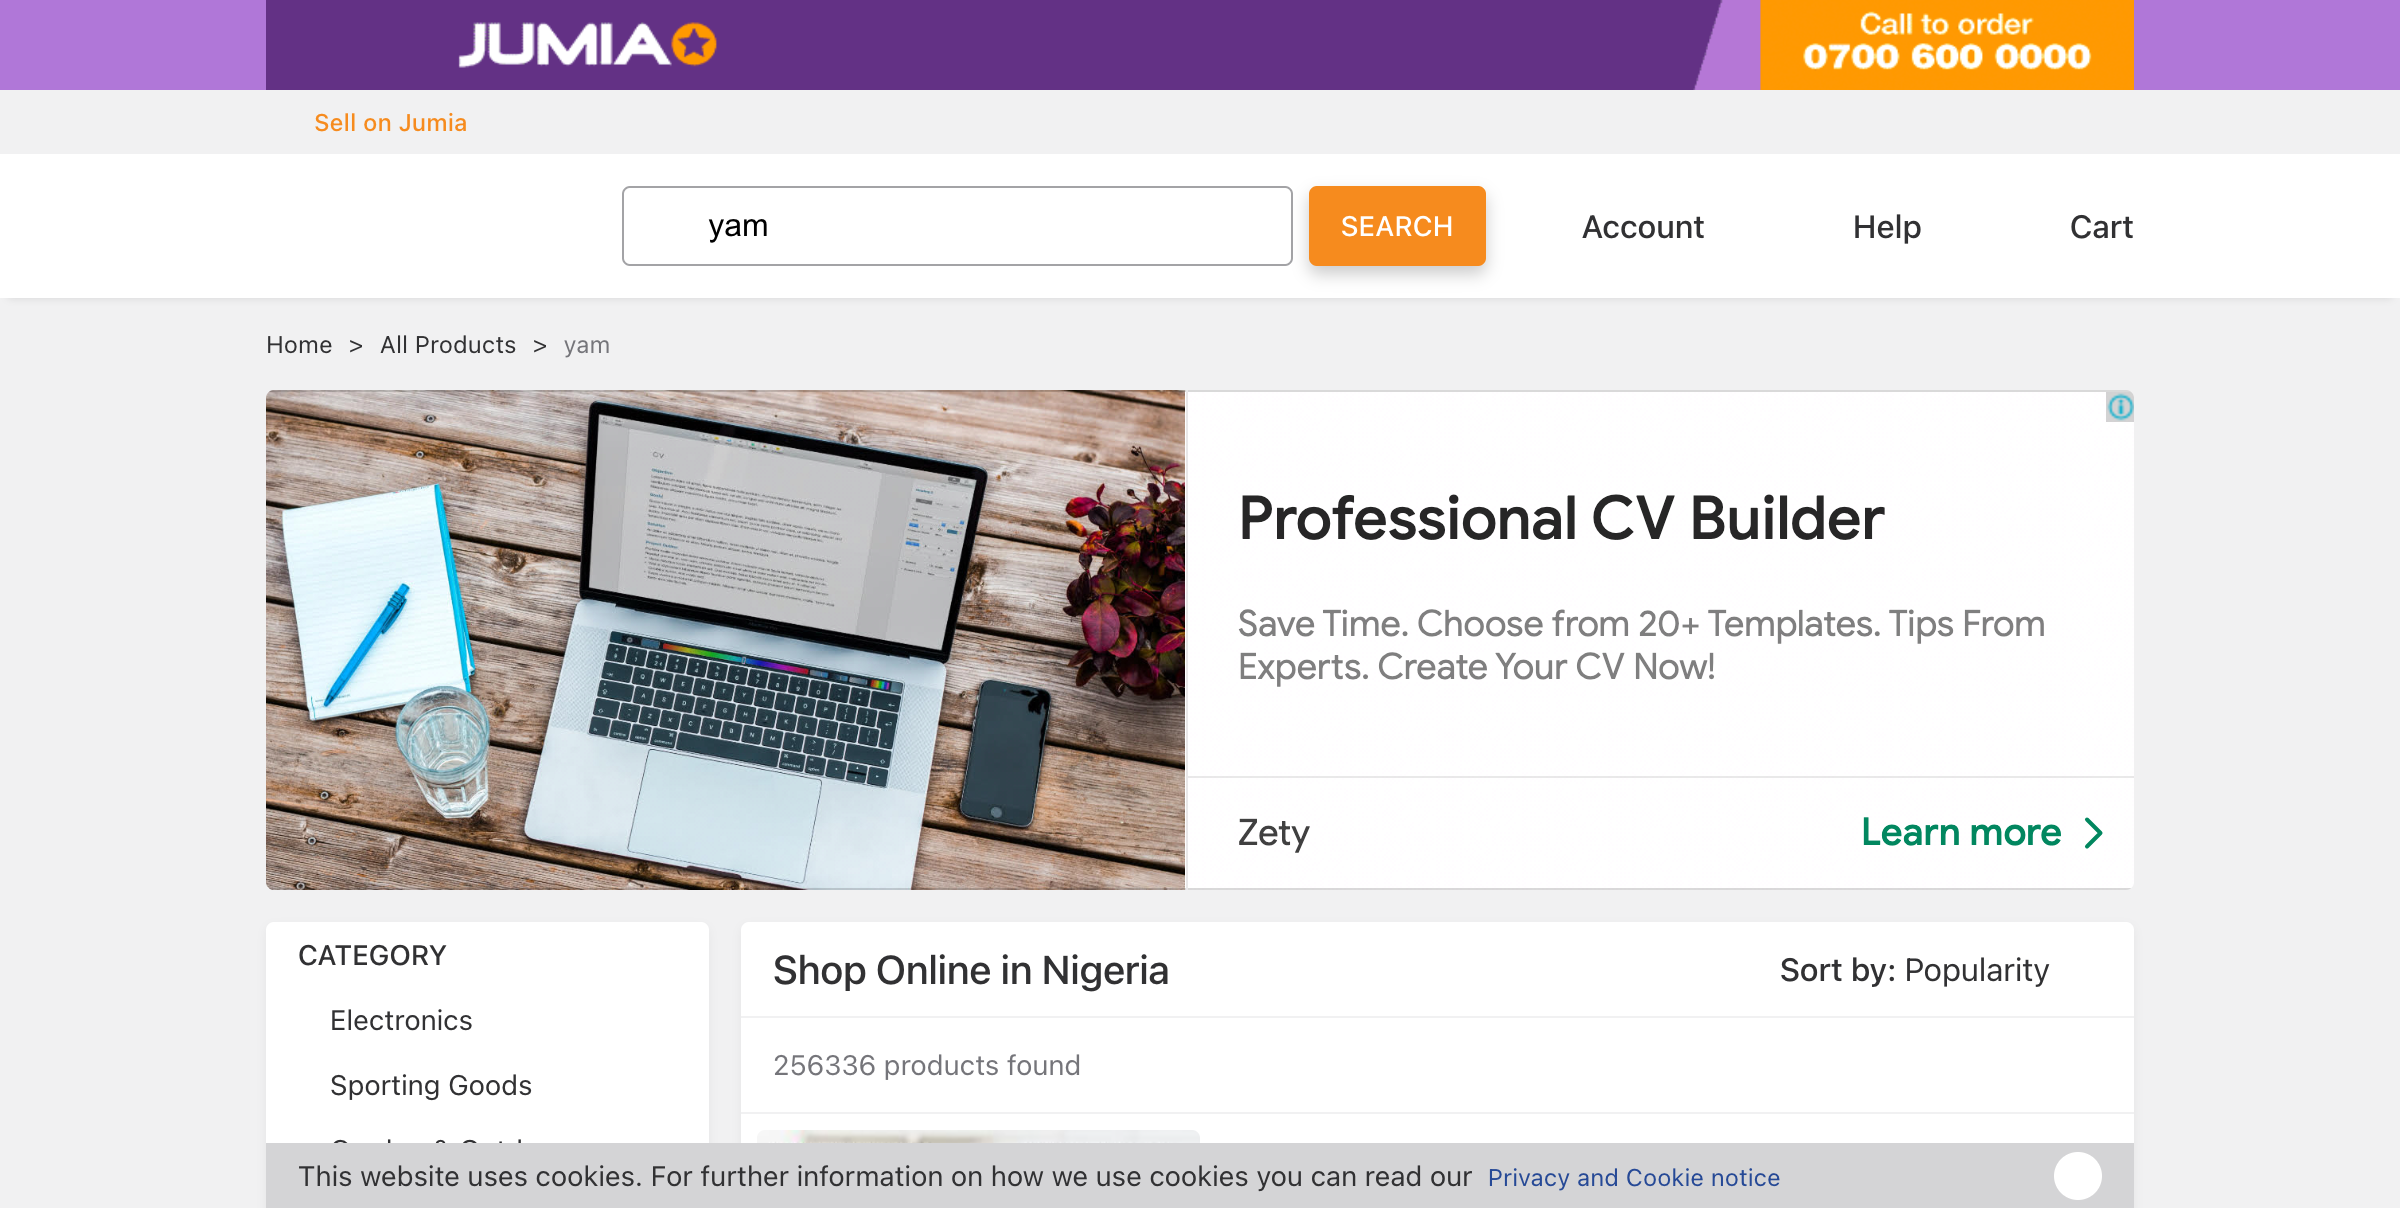 JUMIA
Call to order
0700 600 0000
Sell on Jumia
yam
SEARCH
Account
Help
Cart
Home > All Products > yam
CV
Professional CV Builder
Save Time. Choose from 20+ Templates. Tips From
Experts. Create Your CV Now!
Zety
Learn more
CATEGORY
Electronics
Sporting Goods
Shop Online in Nigeria
Sort by: Popularity
256336 products found
This website uses cookies. For further information on how we use cookies you can read our Privacy and Cookie notice